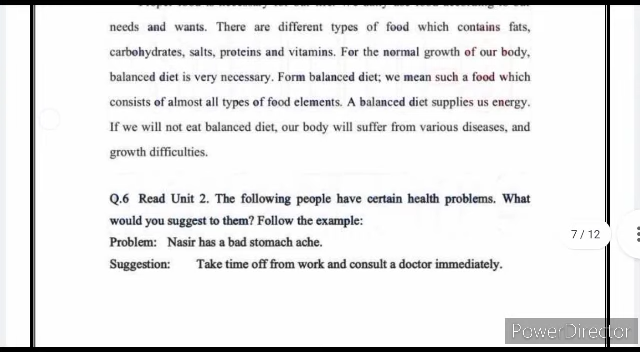 needs and wants. There are different types of food which contains fats,
carbohydrates, salts, proteins and vitamins. For the normal growth of our body,
balanced diet is very necessary. Form balanced diet; we mean such a food which
consists of almost all types of food elements. A balanced diet supplies us energy.
If we will not eat balanced diet, our body will suffer from various diseases, and
growth difficulties.
Q.6 Read Unit 2. The following people have certain health problems. What
would you suggest to them? Follow the example:
Problem: Nasir has a bad stomach ache.
Suggestion: Take time off from work and consult a doctor immediately.
7 / 12
PowerDirector